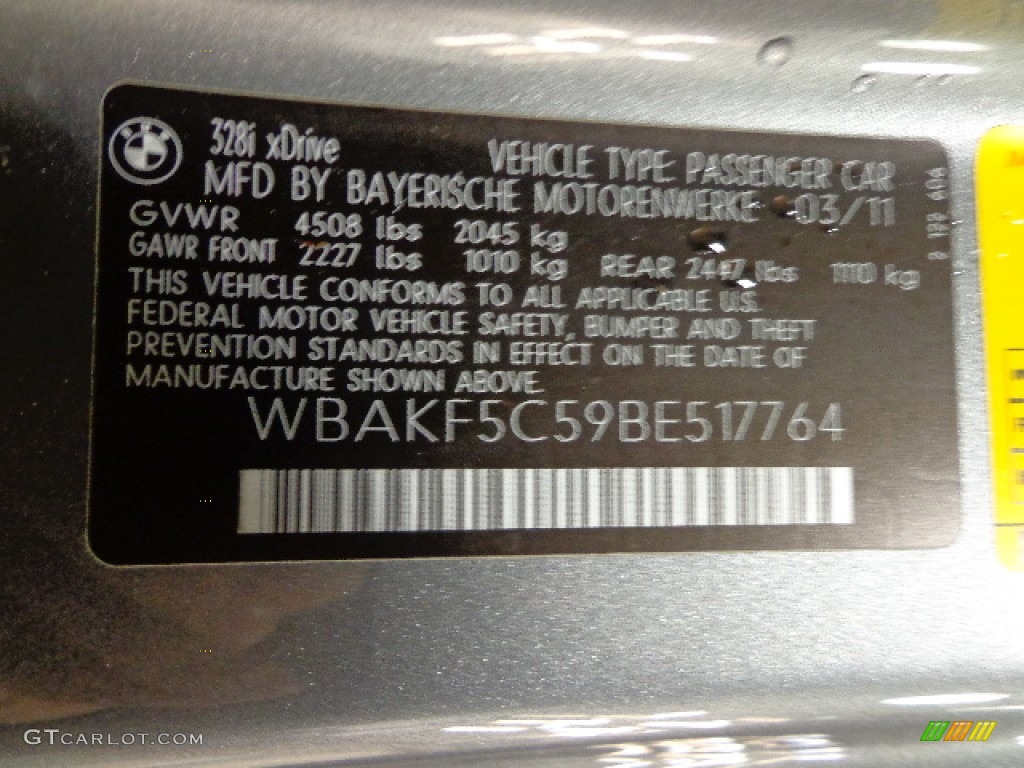 328i xDrive
VEHICLE TYPE: PASSENGER CAR
MFD BY BAYERISCHE MOTORENWERKE 03/11
GVWR 4508 lbs 2045 kg
GAWR FRONT 2227 lbs 1010 kg REAR 2447 lbs 1110 kg
THIS VEHICLE CONFORMS TO ALL APPLICABLE U.S.
FEDERAL MOTOR VEHICLE SAFETY, BUMPER AND THEFT
PREVENTION STANDARDS IN EFFECT ON THE DATE OF
MANUFACTURE SHOWN ABOVE.
WBAKF5C59BE517764
GTCARLOT.COM